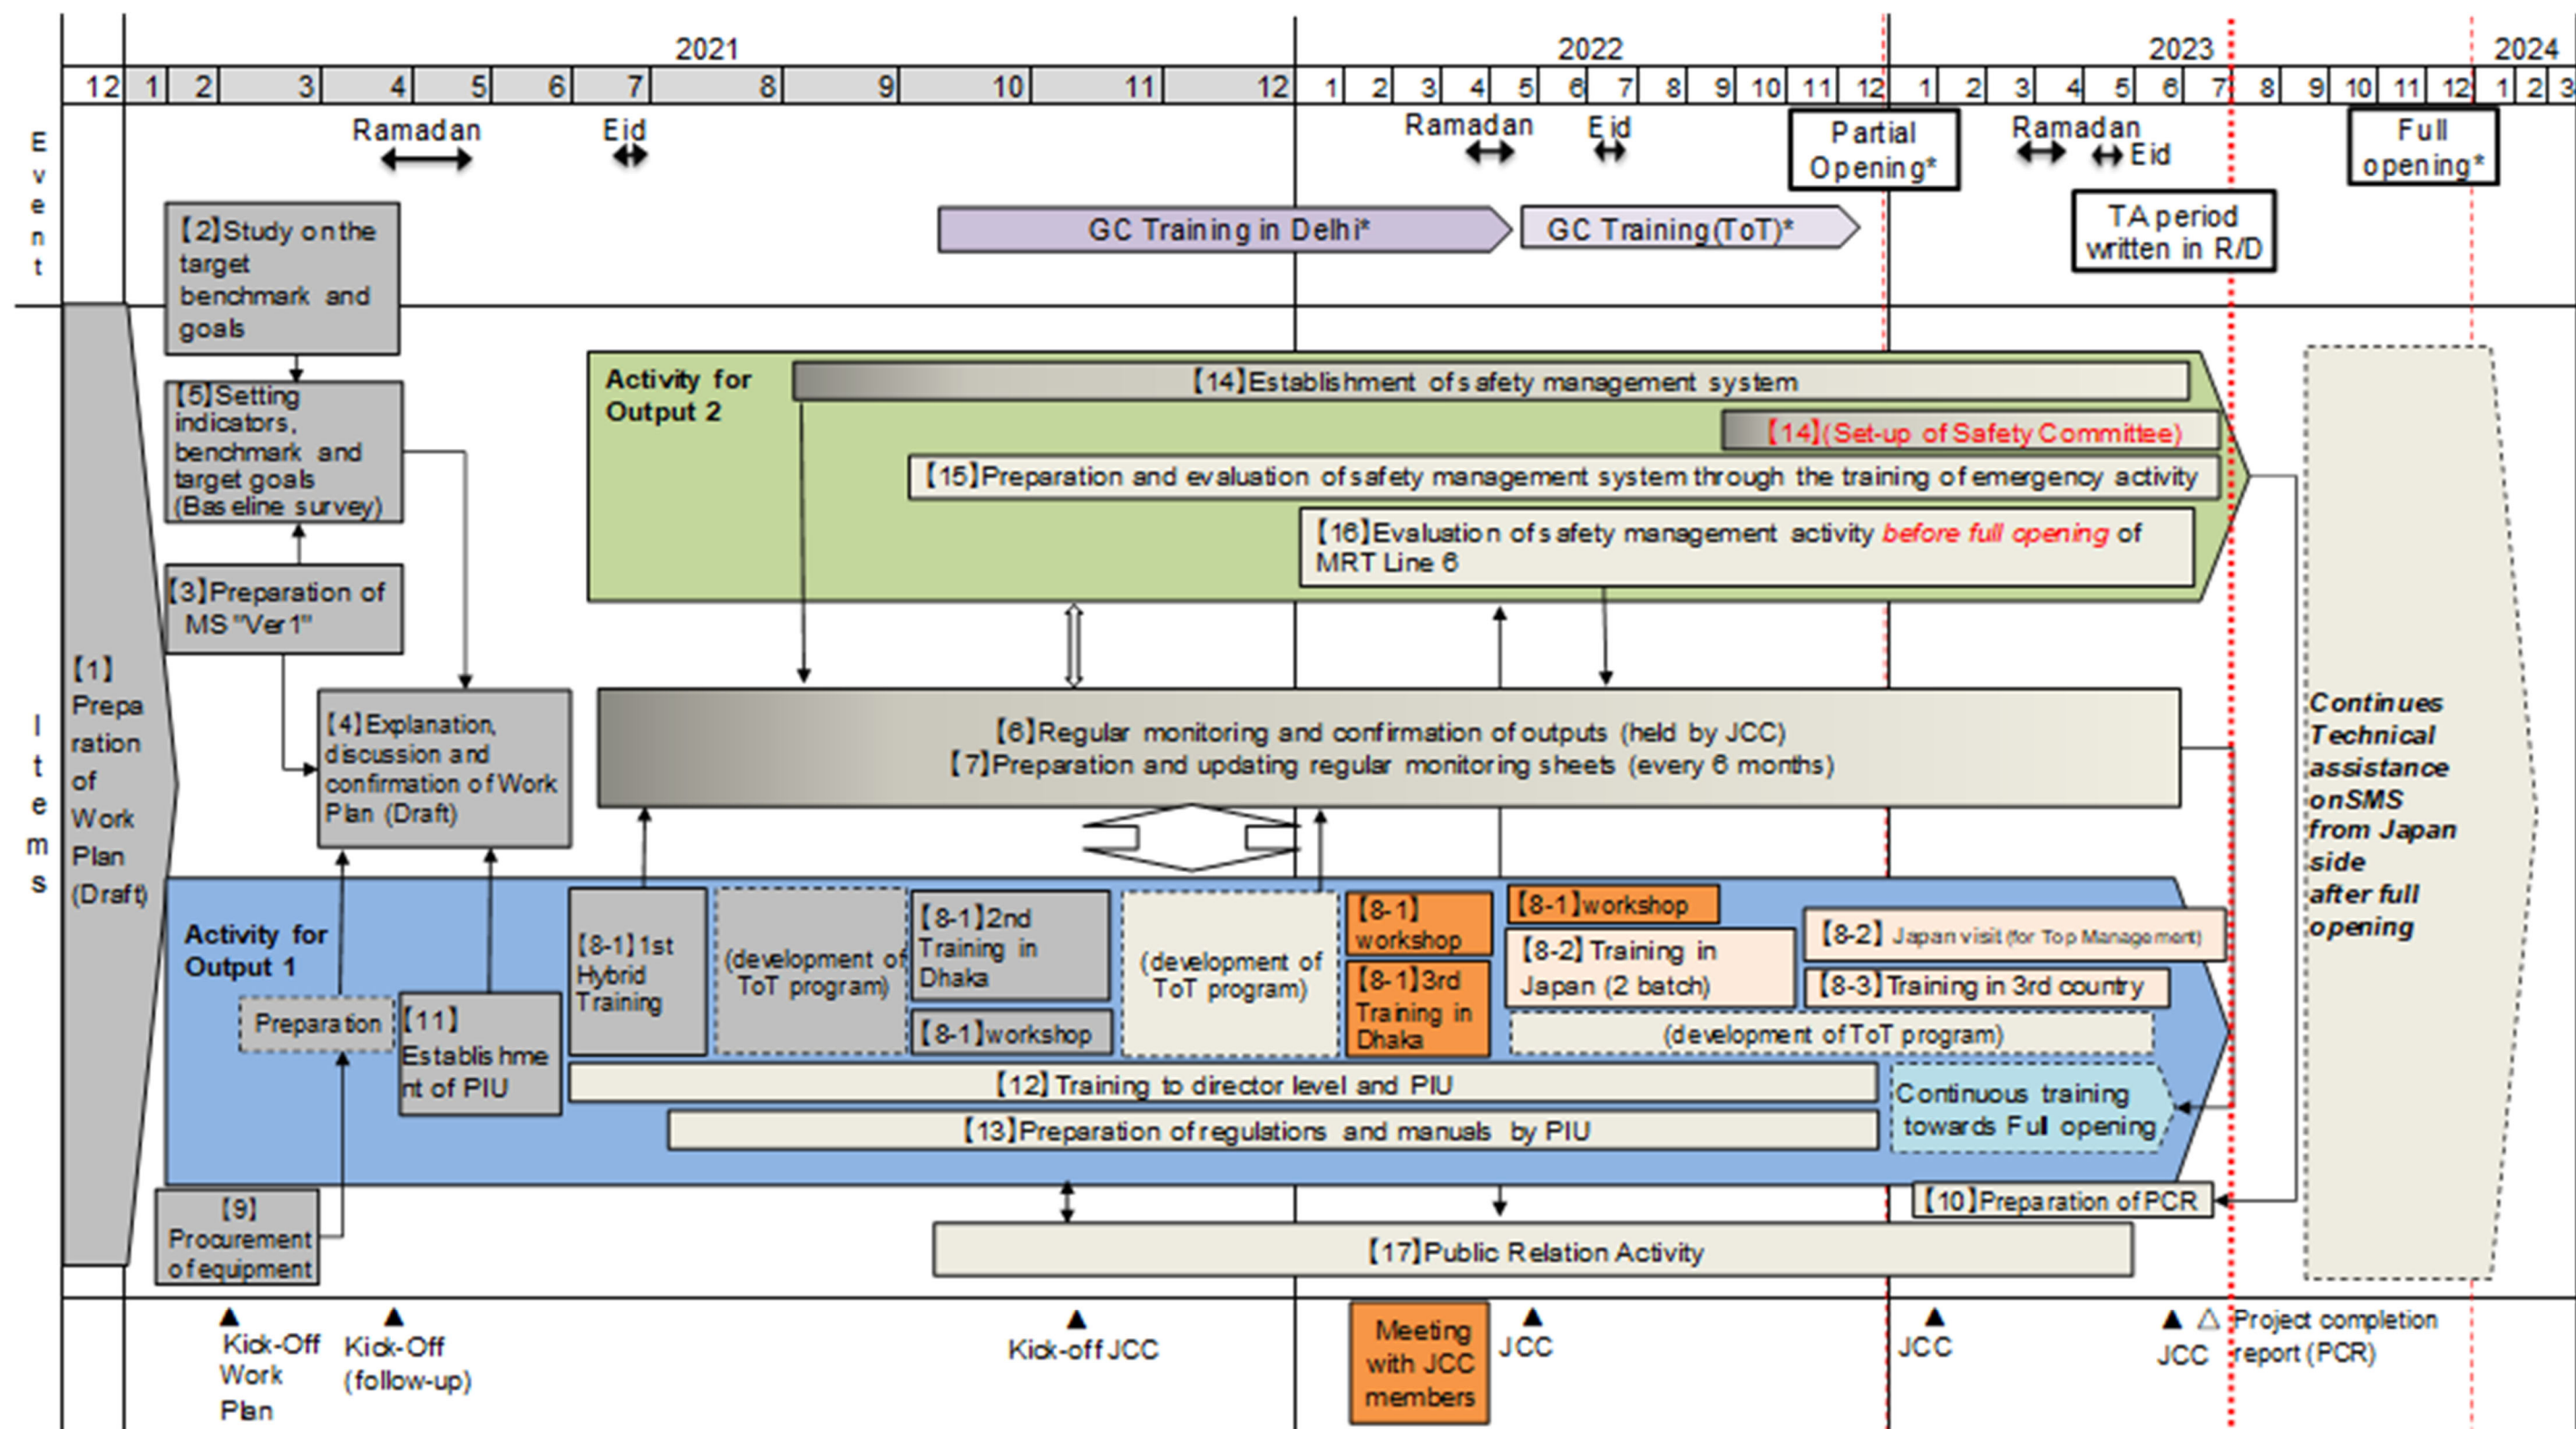 2021 2022 2023 2024
12 1 2 3 4 5 6 7 8 9 10 11 12 1 2 3 4 5 6 7 8 9 10 11 12 1 2 3 4 5 6 7 8 9 10 11 12 1 2 3
Event
Ramadan
Eid
Ramadan
Eid
Partial
Opening*
Ramadan
Eid
Full
opening*
GC Training in Delhi*
GC Training(ToT)*
TA period
written in R/D
Items
【1】
Prepa
ration
of
Work
Plan
(Draft)
【2】Study on the
target
benchmark and
goals
【5】Setting
indicators,
benchmark and
target goals
(Baseline survey)
【3】Preparation of
MS "Ver1"
【4】Explanation,
discussion and
confirmation of Work
Plan (Draft)
Activity for
Output 2
【14】Establishment of safety management system
【14】(Set-up of Safety Committee)
【15】Preparation and evaluation of safety management system through the training of emergency activity
【16】Evaluation of safety management activity before full opening of
MRT Line 6
【6】Regular monitoring and confirmation of outputs (held by JCC)
【7】Preparation and updating regular monitoring sheets (every 6 months)
Continues
Technical
assistance
onSMS
from Japan
side
after full
opening
Activity for
Output 1
Preparation
【11】
Establishme
nt of PIU
【8-1】1st
Hybrid
Training
(development of
ToT program)
【8-1】2nd
Training in
Dhaka
【8-1】workshop
(development of
ToT program)
【8-1】
workshop
【8-1】3rd
Training in
Dhaka
【8-1】workshop
【8-2】Training in
Japan (2 batch)
【8-2】Japan visit (for Top Management)
【8-3】Training in 3rd country
(development of ToT program)
【12】Training to director level and PIU
【13】Preparation of regulations and manuals by PIU
Continuous training
towards Full opening
【9】
Procurement
of equipment
【10】Preparation of PCR
【17】Public Relation Activity
▲
Kick-Off
Work
Plan
▲
Kick-Off
(follow-up)
▲
Kick-off JCC
Meeting
with JCC
members
▲
JCC
▲
JCC
▲
JCC
△ Project completion
report (PCR)